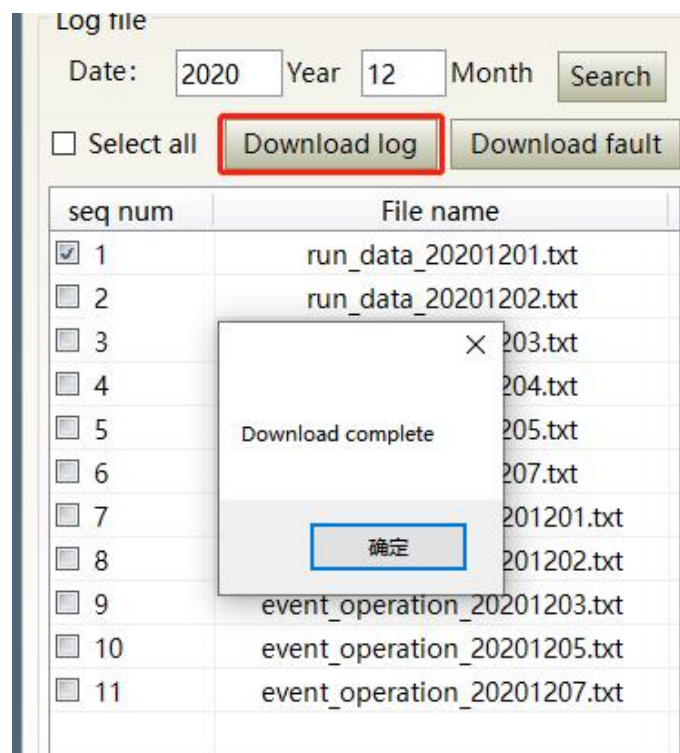 Log file
Date: 2020 Year 12 Month Search
Select all Download log Download fault
seq num File name
1 run_data_20201201.txt
2 run_data_20201202.txt
3 203.txt
4 204.txt
5 Download complete 205.txt
6 207.txt
7 201201.txt
8 确定 201202.txt
9 event_operation_20201203.txt
10 event_operation_20201205.txt
11 event_operation_20201207.txt